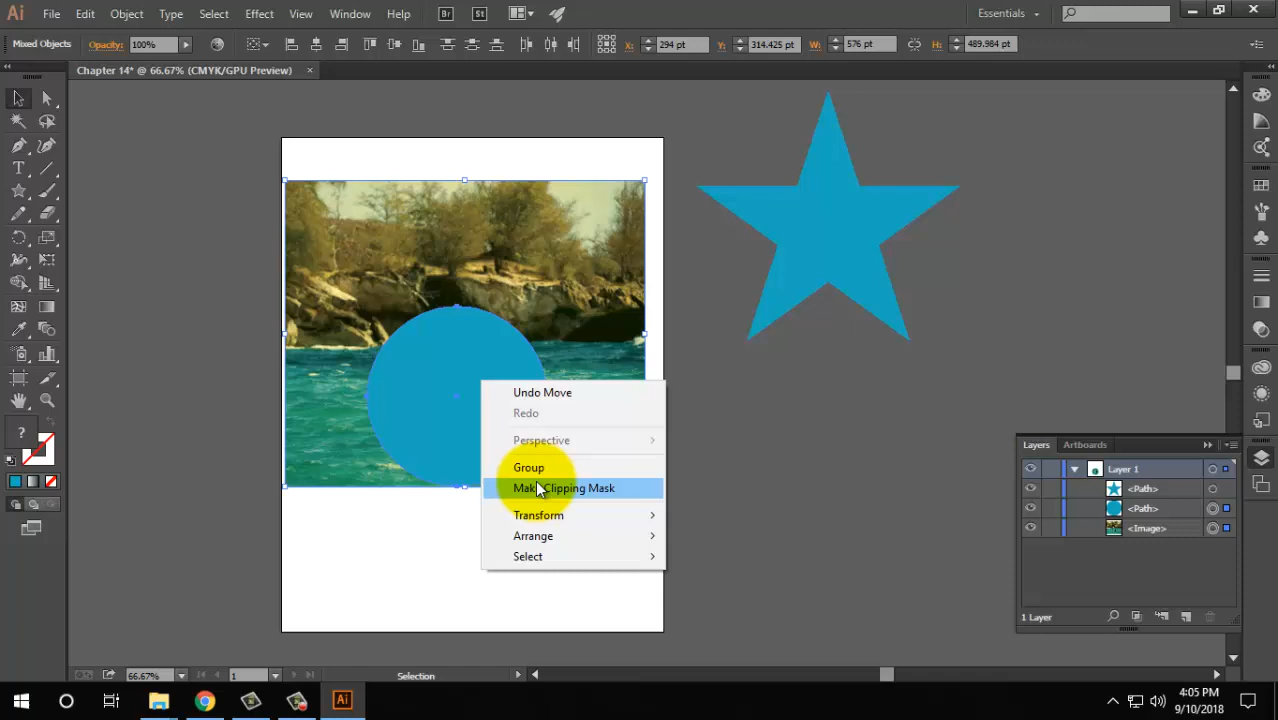 Ai File Edit Object Type Select Effect View Window Help Br St Essentials
Mixed Objects Opacity: 100% X: 294 pt Y: 314.425 pt W: 576 pt H: 489.984 pt
Chapter 14* @ 66.67% (CMYK/GPU Preview) ×
Undo Move
Redo
Perspective
Group
Make Clipping Mask
Transform
Arrange
Select
Layers Artboards
Layer 1
<Path>
<Path>
<Image>
1 Layer
T
?
66.67% 1 Selection
Ai 4:05 PM
9/10/2018